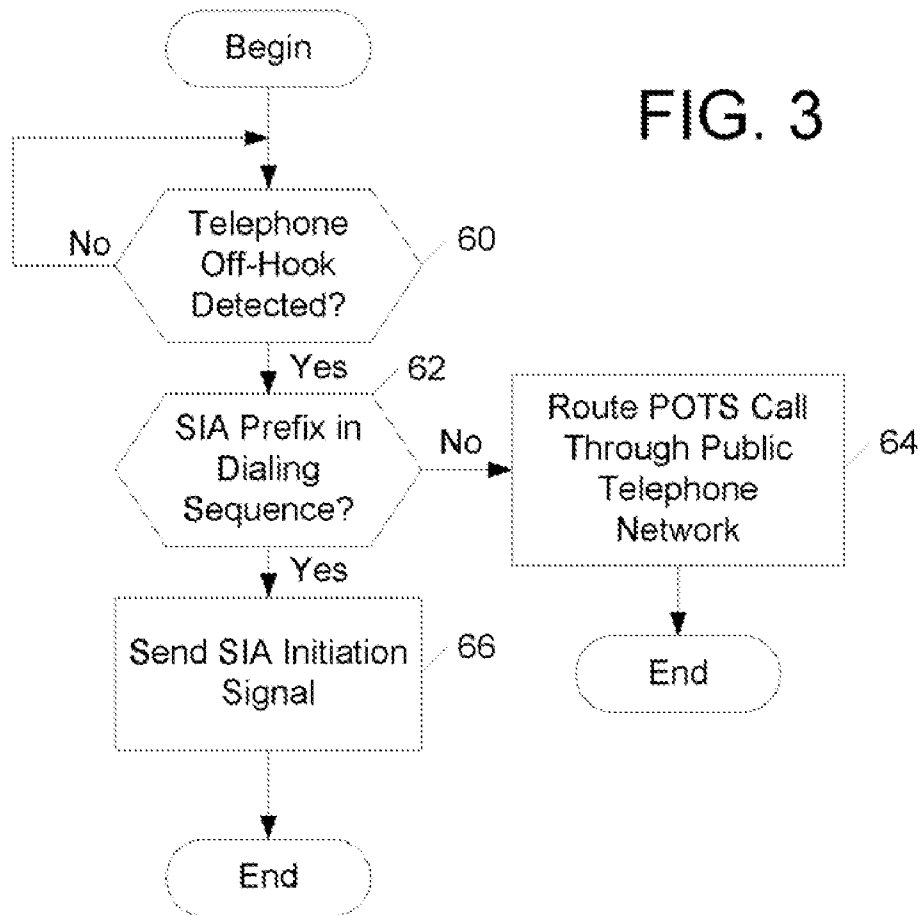 Begin
FIG. 3
Telephone
Off-Hook
Detected?
60
No
Yes
62
SIA Prefix in
Dialing
Sequence?
No
Route POTS Call
Through Public
Telephone
Network
64
Yes
Send SIA Initiation
Signal
66
End
End